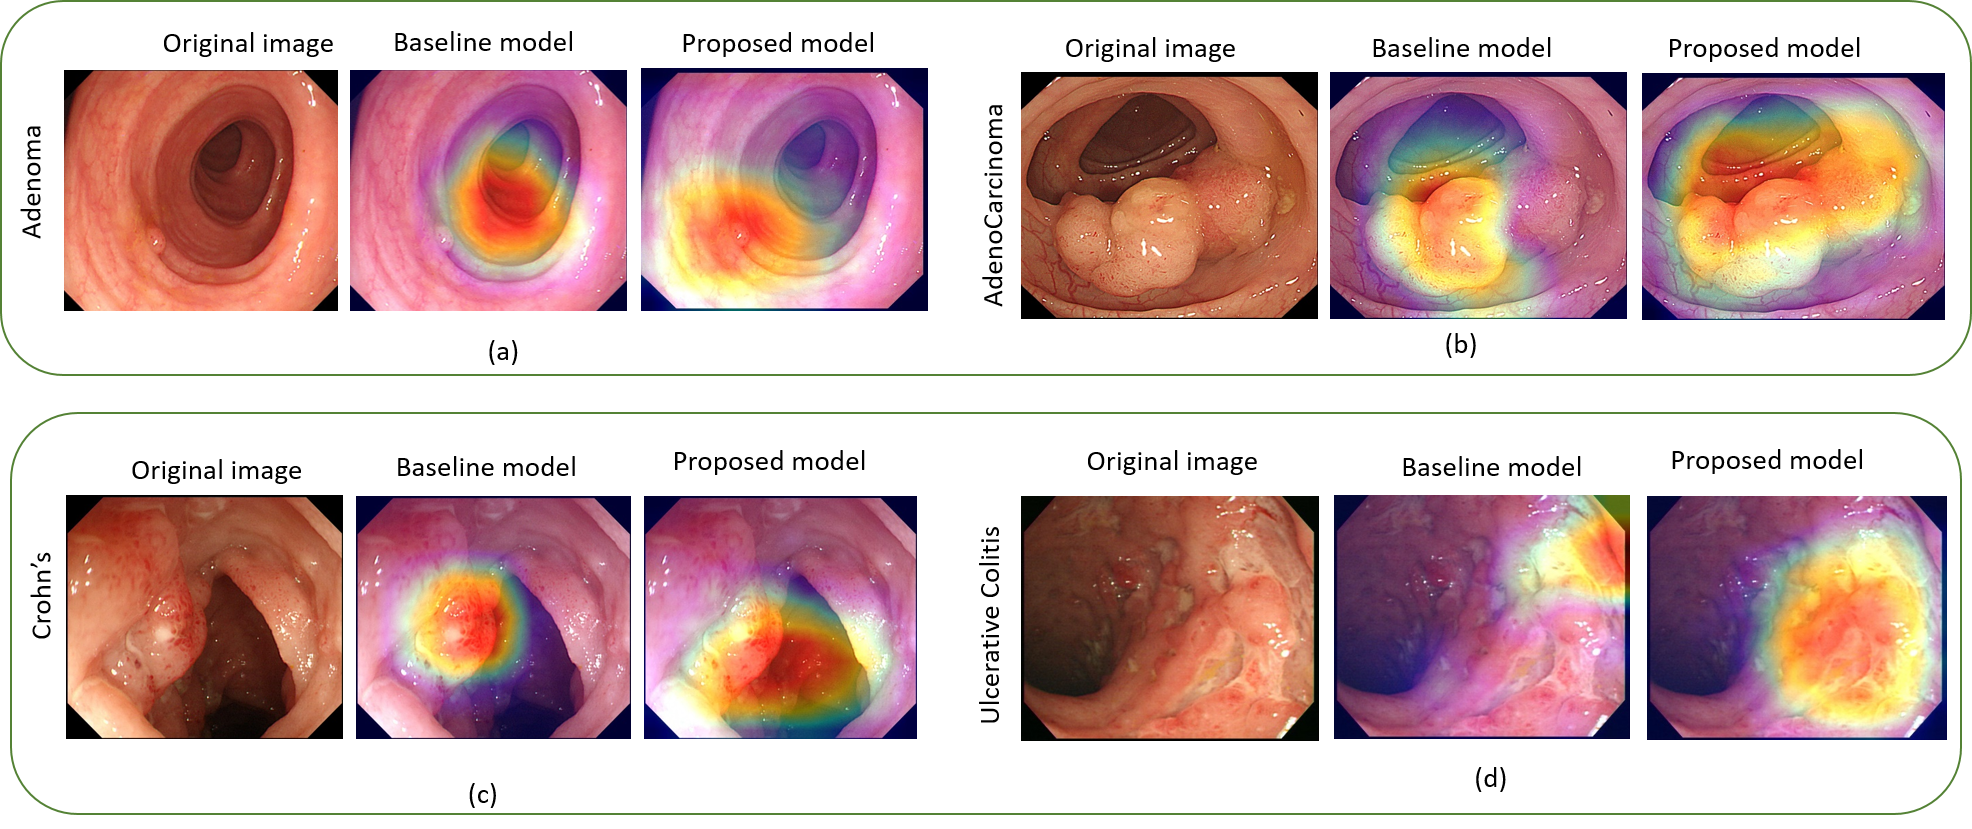 Original image
Baseline model
Proposed model
Adenoma
(a)
Original image
Baseline model
Proposed model
AdenoCarcinoma
(b)
Original image
Baseline model
Proposed model
Crohn’s
(c)
Original image
Baseline model
Proposed model
Ulcerative Colitis
(d)